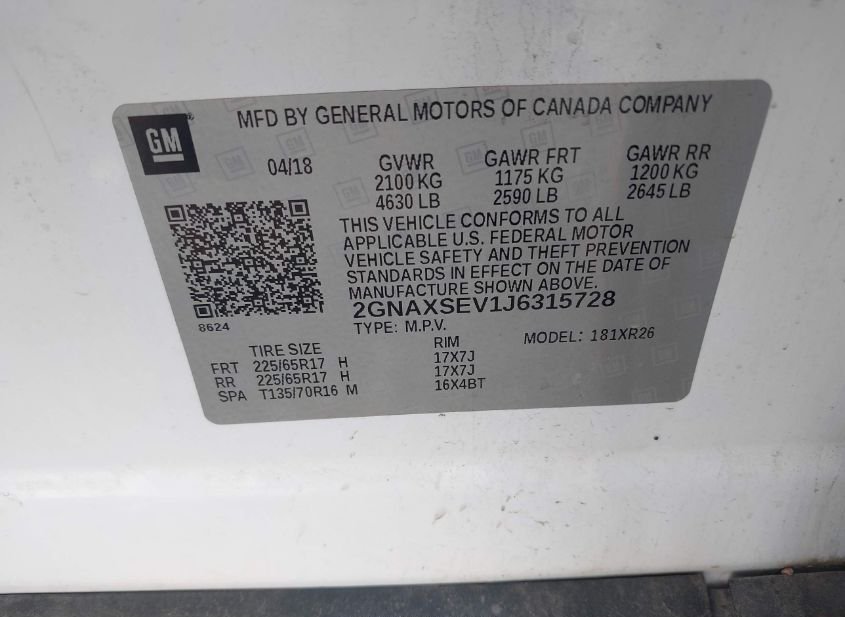 MFD BY GENERAL MOTORS OF CANADA COMPANY
GM ®
04/18 GVWR GAWR FRT GAWR RR
2100 KG 1175 KG 1200 KG
4630 LB 2590 LB 2645 LB
THIS VEHICLE CONFORMS TO ALL
APPLICABLE U.S. FEDERAL MOTOR
VEHICLE SAFETY AND THEFT PREVENTION
STANDARDS IN EFFECT ON THE DATE OF
MANUFACTURE SHOWN ABOVE.
2GNAXSEV1J6315728
8624
TYPE: M.P.V. MODEL: 181XR26
TIRE SIZE RIM
FRT 225/65R17 H 17X7J
RR 225/65R17 H 17X7J
SPA T135/70R16 M 16X4BT